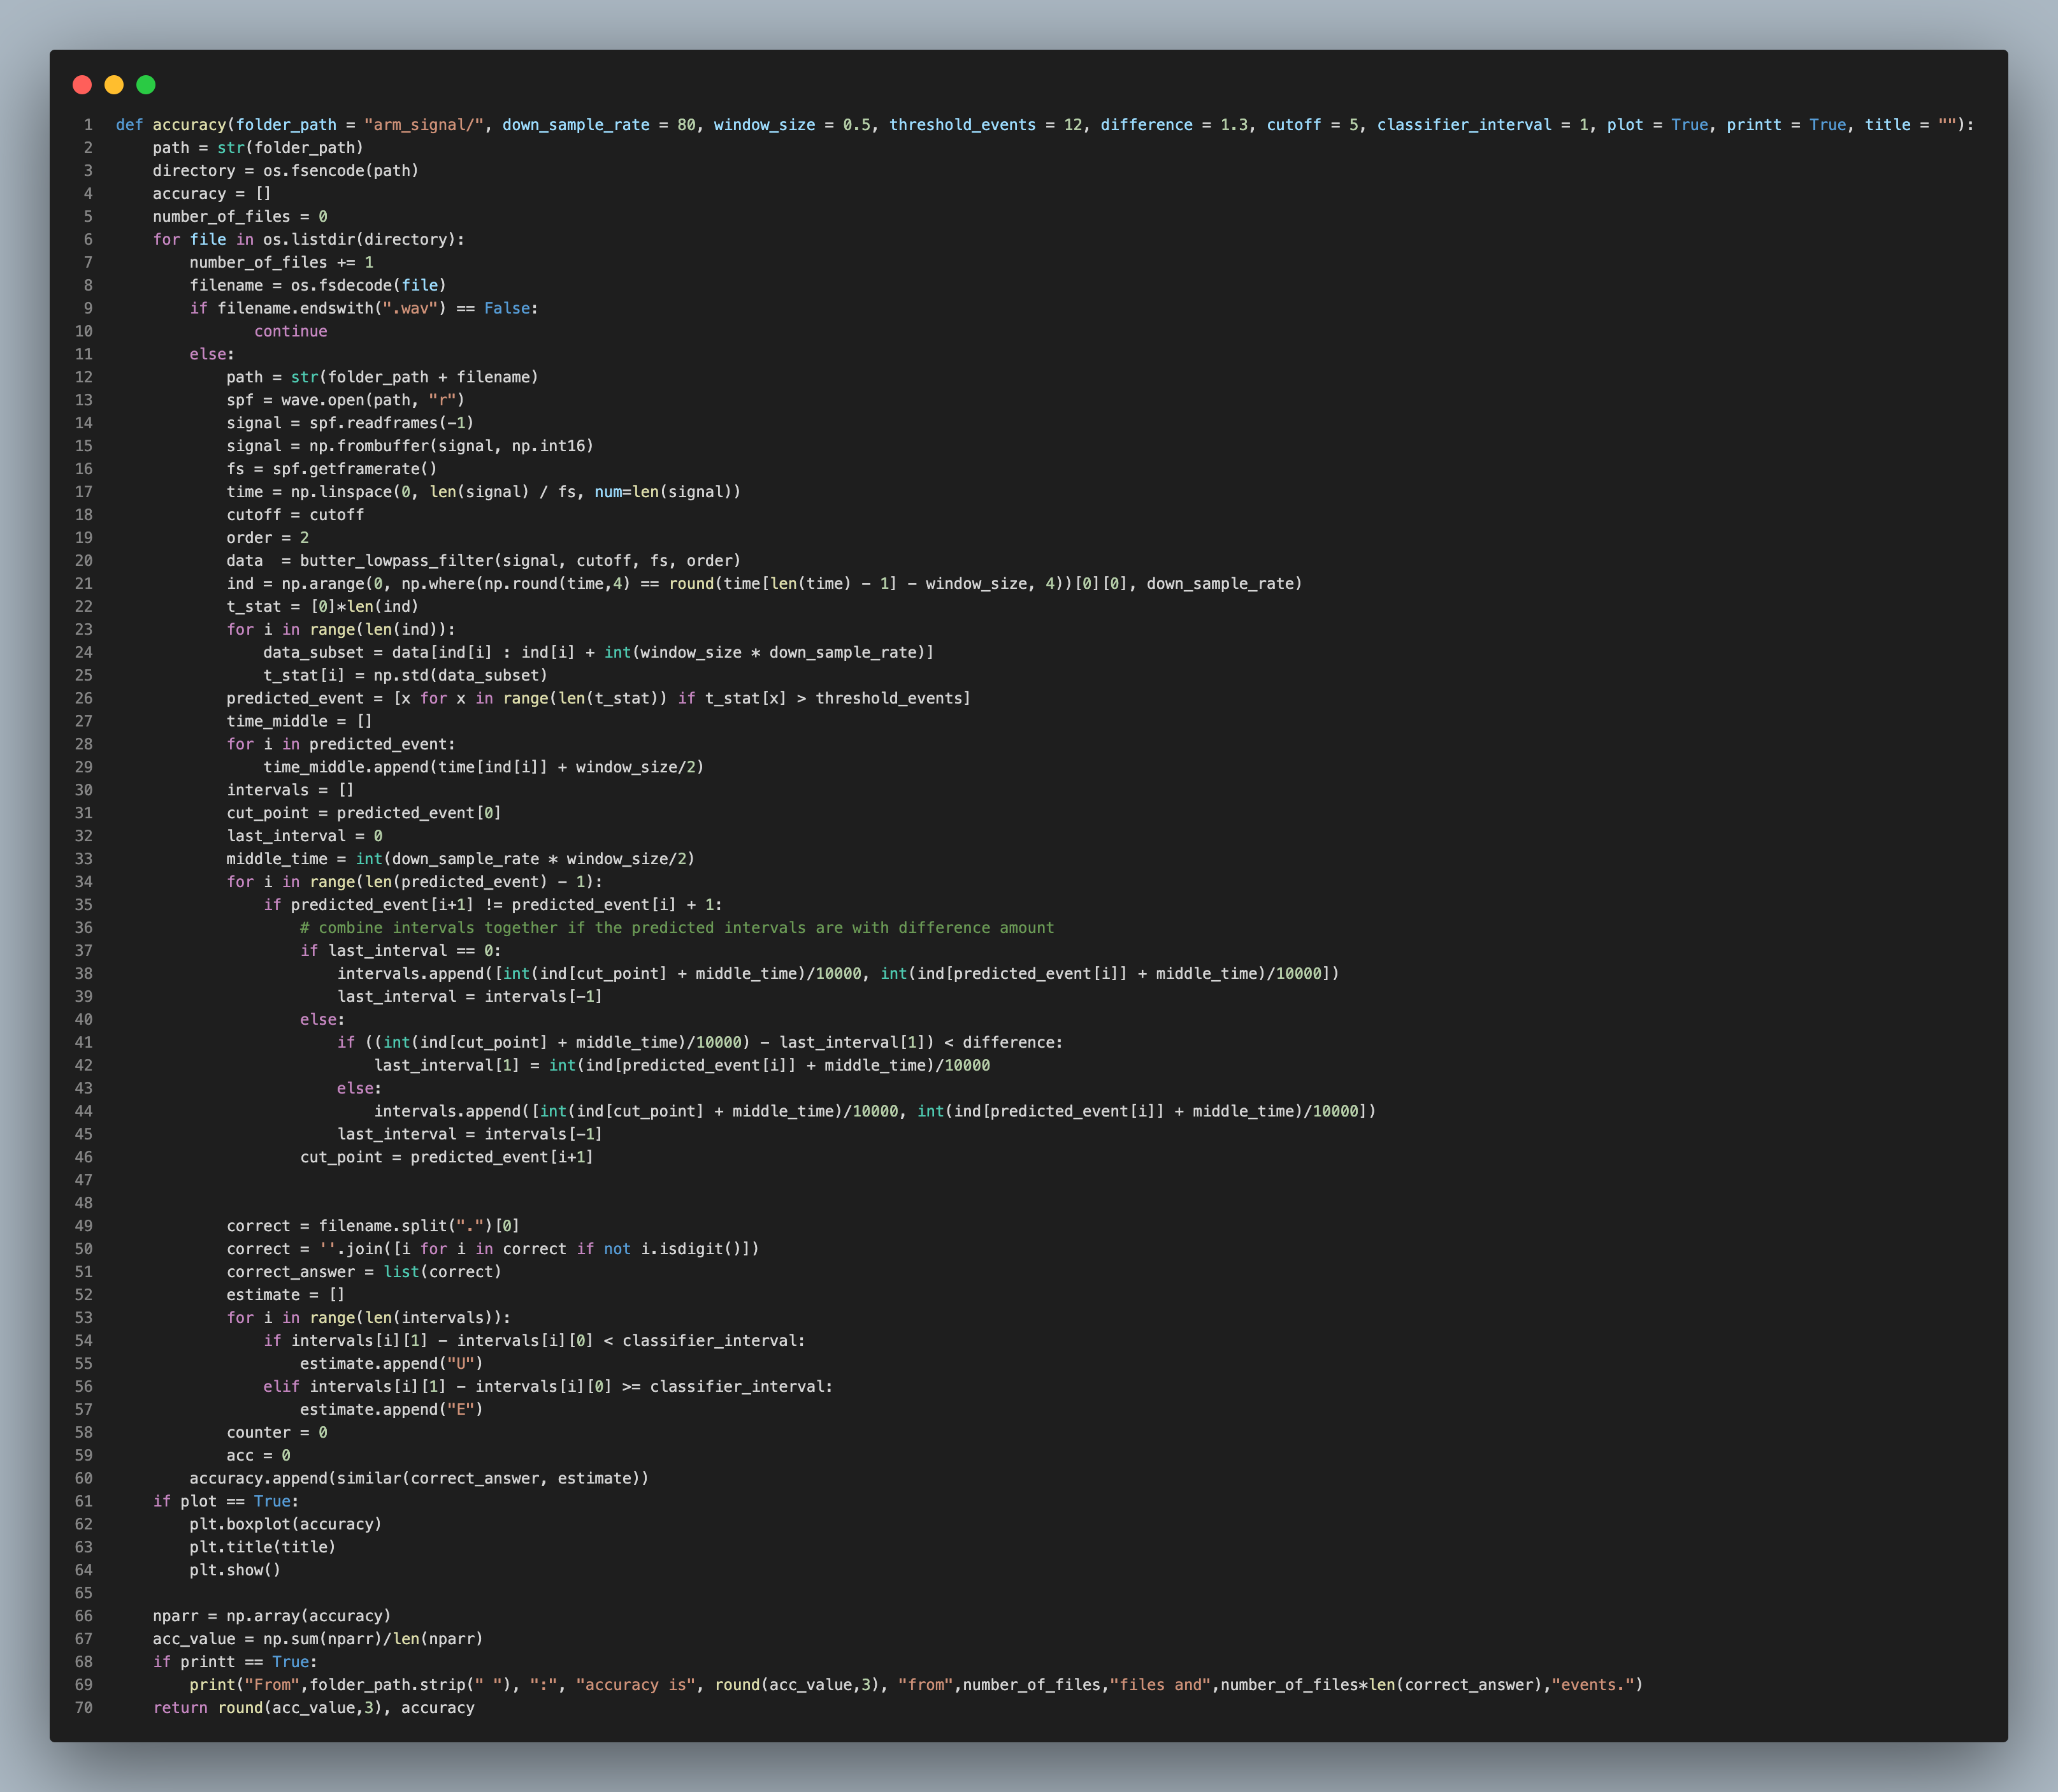 1 def accuracy(folder_path = "arm_signal/", down_sample_rate = 80, window_size = 0.5, threshold_events = 12, difference = 1.3, cutoff = 5, classifier_interval = 1, plot = True, printt = True, title = ""):
2     path = str(folder_path)
3     directory = os.fsencode(path)
4     accuracy = []
5     number_of_files = 0
6     for file in os.listdir(directory):
7         number_of_files += 1
8         filename = os.fsdecode(file)
9         if filename.endswith(".wav") == False:
10                continue
11        else:
12            path = str(folder_path + filename)
13            spf = wave.open(path, "r")
14            signal = spf.readframes(-1)
15            signal = np.frombuffer(signal, np.int16)
16            fs = spf.getframerate()
17            time = np.linspace(0, len(signal) / fs, num=len(signal))
18            cutoff = cutoff
19            order = 2
20            data  = butter_lowpass_filter(signal, cutoff, fs, order)
21            ind = np.arange(0, np.where(np.round(time,4) == round(time[len(time) - 1] - window_size, 4))[0][0], down_sample_rate)
22            t_stat = [0]*len(ind)
23            for i in range(len(ind)):
24                data_subset = data[ind[i] : ind[i] + int(window_size * down_sample_rate)]
25                t_stat[i] = np.std(data_subset)
26            predicted_event = [x for x in range(len(t_stat)) if t_stat[x] > threshold_events]
27            time_middle = []
28            for i in predicted_event:
29                time_middle.append(time[ind[i]] + window_size/2)
30            intervals = []
31            cut_point = predicted_event[0]
32            last_interval = 0
33            middle_time = int(down_sample_rate * window_size/2)
34            for i in range(len(predicted_event) - 1):
35                if predicted_event[i+1] != predicted_event[i] + 1:
36                    # combine intervals together if the predicted intervals are with difference amount
37                    if last_interval == 0:
38                        intervals.append([int(ind[cut_point] + middle_time)/10000, int(ind[predicted_event[i]] + middle_time)/10000])
39                        last_interval = intervals[-1]
40                    else:
41                        if ((int(ind[cut_point] + middle_time)/10000) - last_interval[1]) < difference:
42                            last_interval[1] = int(ind[predicted_event[i]] + middle_time)/10000
43                        else:
44                            intervals.append([int(ind[cut_point] + middle_time)/10000, int(ind[predicted_event[i]] + middle_time)/10000])
45                        last_interval = intervals[-1]
46                    cut_point = predicted_event[i+1]
47
48
49            correct = filename.split(".")[0]
50            correct = ''.join([i for i in correct if not i.isdigit()])
51            correct_answer = list(correct)
52            estimate = []
53            for i in range(len(intervals)):
54                if intervals[i][1] - intervals[i][0] < classifier_interval:
55                    estimate.append("U")
56                elif intervals[i][1] - intervals[i][0] >= classifier_interval:
57                    estimate.append("E")
58            counter = 0
59            acc = 0
60        accuracy.append(similar(correct_answer, estimate))
61    if plot == True:
62        plt.boxplot(accuracy)
63        plt.title(title)
64        plt.show()
65
66    nparr = np.array(accuracy)
67    acc_value = np.sum(nparr)/len(nparr)
68    if printt == True:
69        print("From",folder_path.strip(" "), ":", "accuracy is", round(acc_value,3), "from",number_of_files,"files and",number_of_files*len(correct_answer),"events.")
70    return round(acc_value,3), accuracy